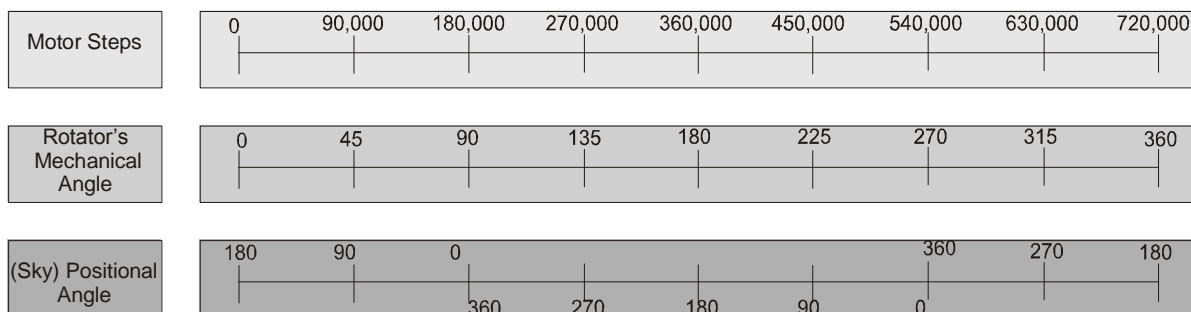 Motor Steps
0 90,000 180,000 270,000 360,000 450,000 540,000 630,000 720,000
Rotator's
Mechanical
Angle
0 45 90 135 180 225 270 315 360
(Sky) Positional
Angle
180 90 0 360 270 180
360 270 180 90 0